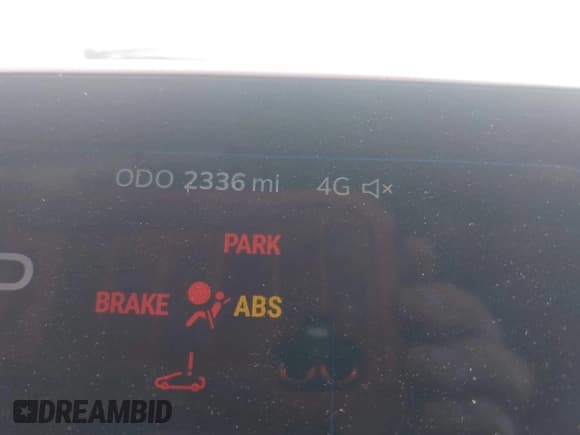 ODO 2336 mi 4G
PARK
BRAKE ABS
DREAMBID